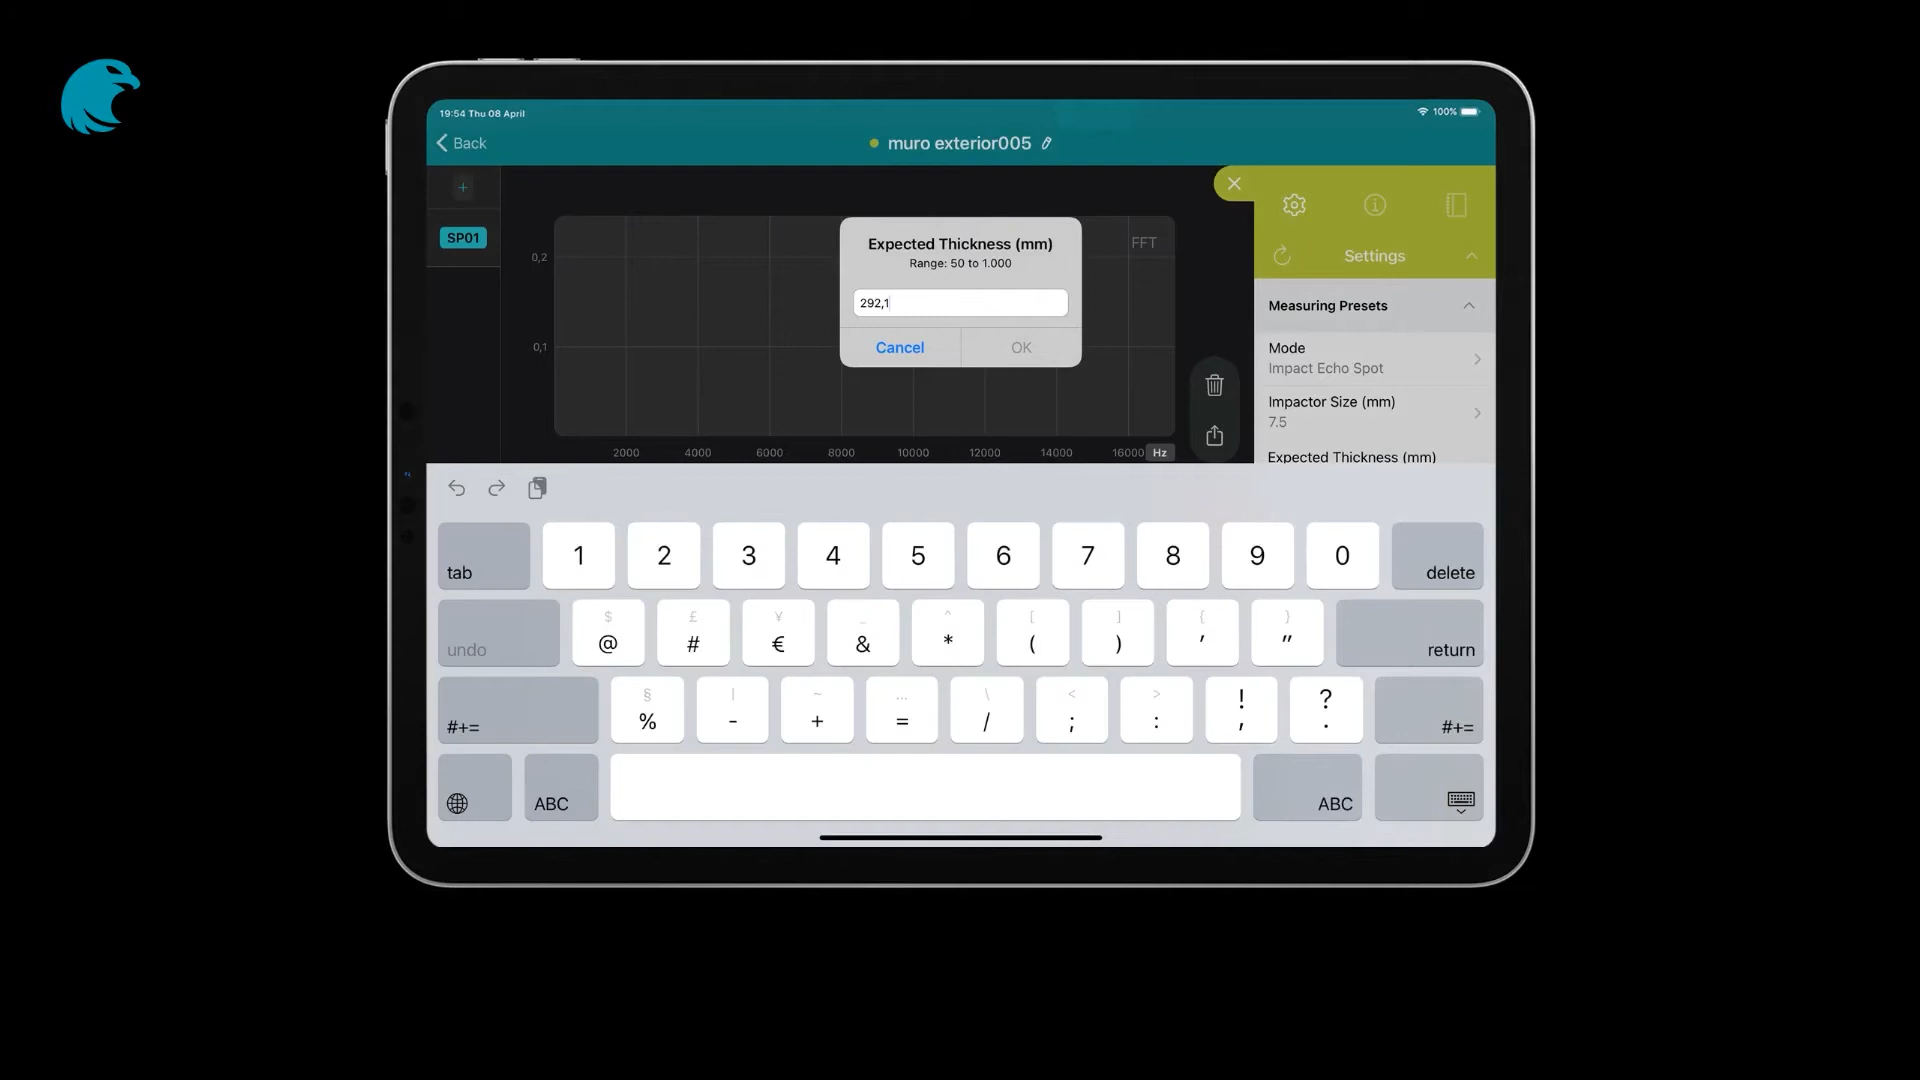 19:54 Thu 08 April
100%
Back
muro exterior005
+
SP01
FFT
0,2
0,1
2000 4000 6000 8000 10000 12000 14000 16000 Hz
Expected Thickness (mm)
Range: 50 to 1.000
292,1
Cancel OK
Settings
Measuring Presets
Mode
Impact Echo Spot
Impactor Size (mm)
7.5
Expected Thickness (mm)
tab 1 2 3 4 5 6 7 8 9 0 delete
$ £ ¥ _ ^ [ ] { }
undo @ # € & * ( ) ' " return
§ | ~ … \ < > ! ?
#+= % - + = / ; : , . #+=
ABC ABC